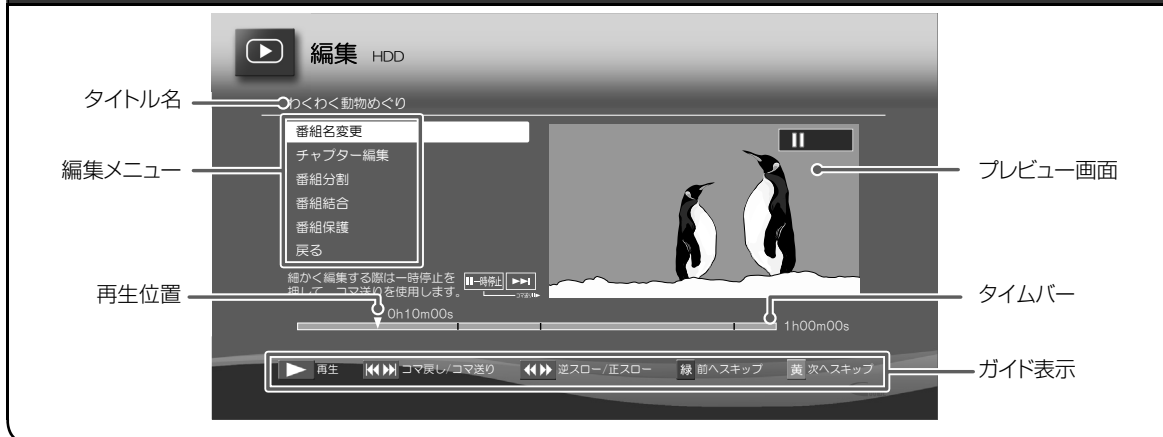 編集 HDD
タイトル名
わくわく動物めぐり
編集メニュー
番組名変更
チャプター編集
番組分割
番組結合
番組保護
戻る
プレビュー画面
細かく編集する際は一時停止を
押して、コマ送りを使用します。
一時停止
コマ送り
再生位置
0h10m00s
タイムバー
1h00m00s
再生 コマ戻し/コマ送り 逆スロー/正スロー 緑 前へスキップ 黄 次へスキップ
ガイド表示